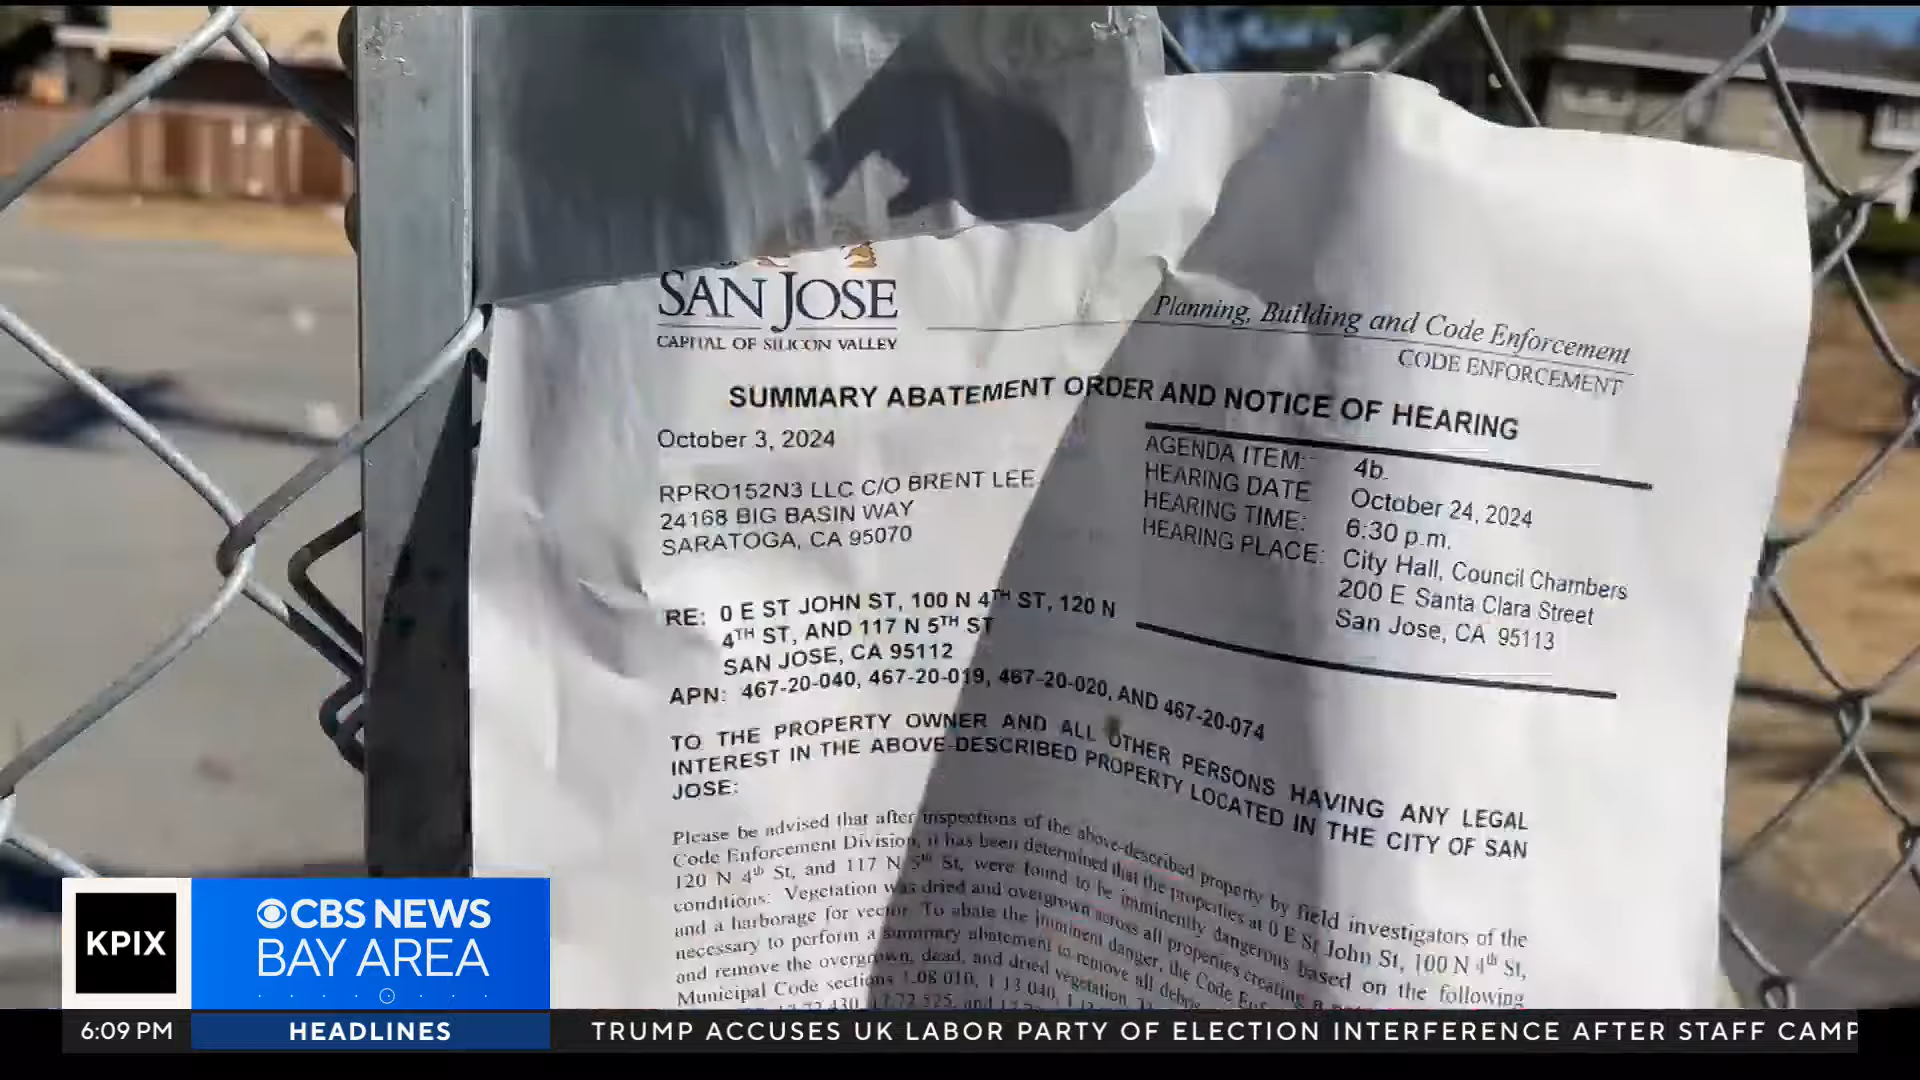 SAN JOSE
CAPITAL OF SILICON VALLEY
Planning, Building and Code Enforcement
CODE ENFORCEMENT
SUMMARY ABATEMENT ORDER AND NOTICE OF HEARING
October 3, 2024
RPRO152N3 LLC C/O BRENT LEE
24168 BIG BASIN WAY
SARATOGA, CA 95070
AGENDA ITEM: 4b.
HEARING DATE October 24, 2024
HEARING TIME: 6:30 p.m.
HEARING PLACE: City Hall, Council Chambers
200 E Santa Clara Street
San Jose, CA 95113
RE: 0 E ST JOHN ST, 100 N 4TH ST, 120 N
4TH ST, AND 117 N 5TH ST
SAN JOSE, CA 95112
APN: 467-20-040, 467-20-019, 467-20-020, AND 467-20-074
TO THE PROPERTY OWNER AND ALL OTHER PERSONS HAVING ANY LEGAL
INTEREST IN THE ABOVE-DESCRIBED PROPERTY LOCATED IN THE CITY OF SAN
JOSE:
Please be advised that after inspections of the above-described property by field investigators of the
Code Enforcement Division, it has been determined that the properties at 0 E St John St, 100 N 4th St,
120 N 4th St, and 117 N 5th St, were found to be imminently dangerous based on the following
conditions: Vegetation was dried and overgrown across all properties creating a
and a harborage for vector. To abate the imminent danger, the Code
necessary to perform a summary abatement to remove all debris
and remove the overgrown, dead, and dried vegetation.
Municipal Code sections 1.08.010, 1.13.040,
17.72.525, and
KPIX
CBS NEWS
BAY AREA
6:09 PM
HEADLINES
TRUMP ACCUSES UK LABOR PARTY OF ELECTION INTERFERENCE AFTER STAFF CAMP